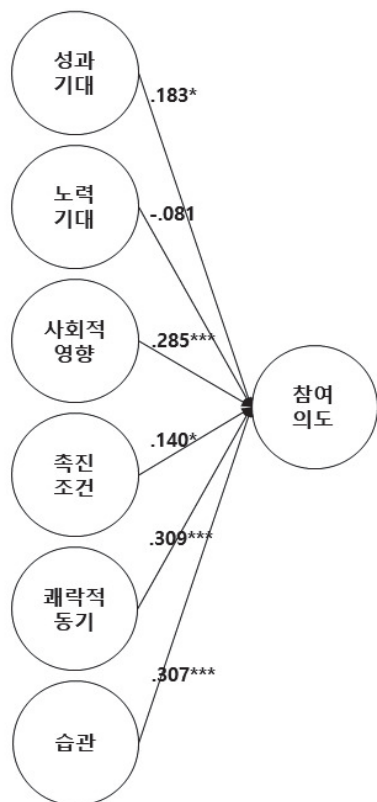 성과
기대
.183*
노력
기대
-.081
사회적
영향
.285***
참여
의도
촉진
조건
.140*
쾌락적
동기
.309***
습관
.307***